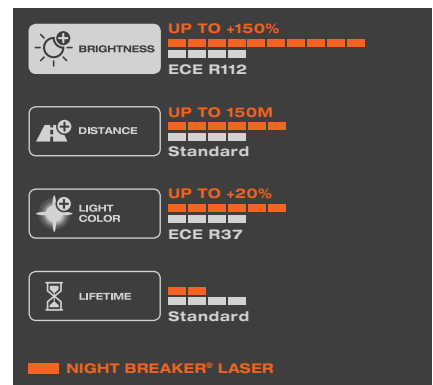 UP TO +150%
BRIGHTNESS
ECE R112
UP TO 150M
DISTANCE
Standard
UP TO +20%
LIGHT
COLOR
ECE R37
LIFETIME
Standard
NIGHT BREAKER® LASER